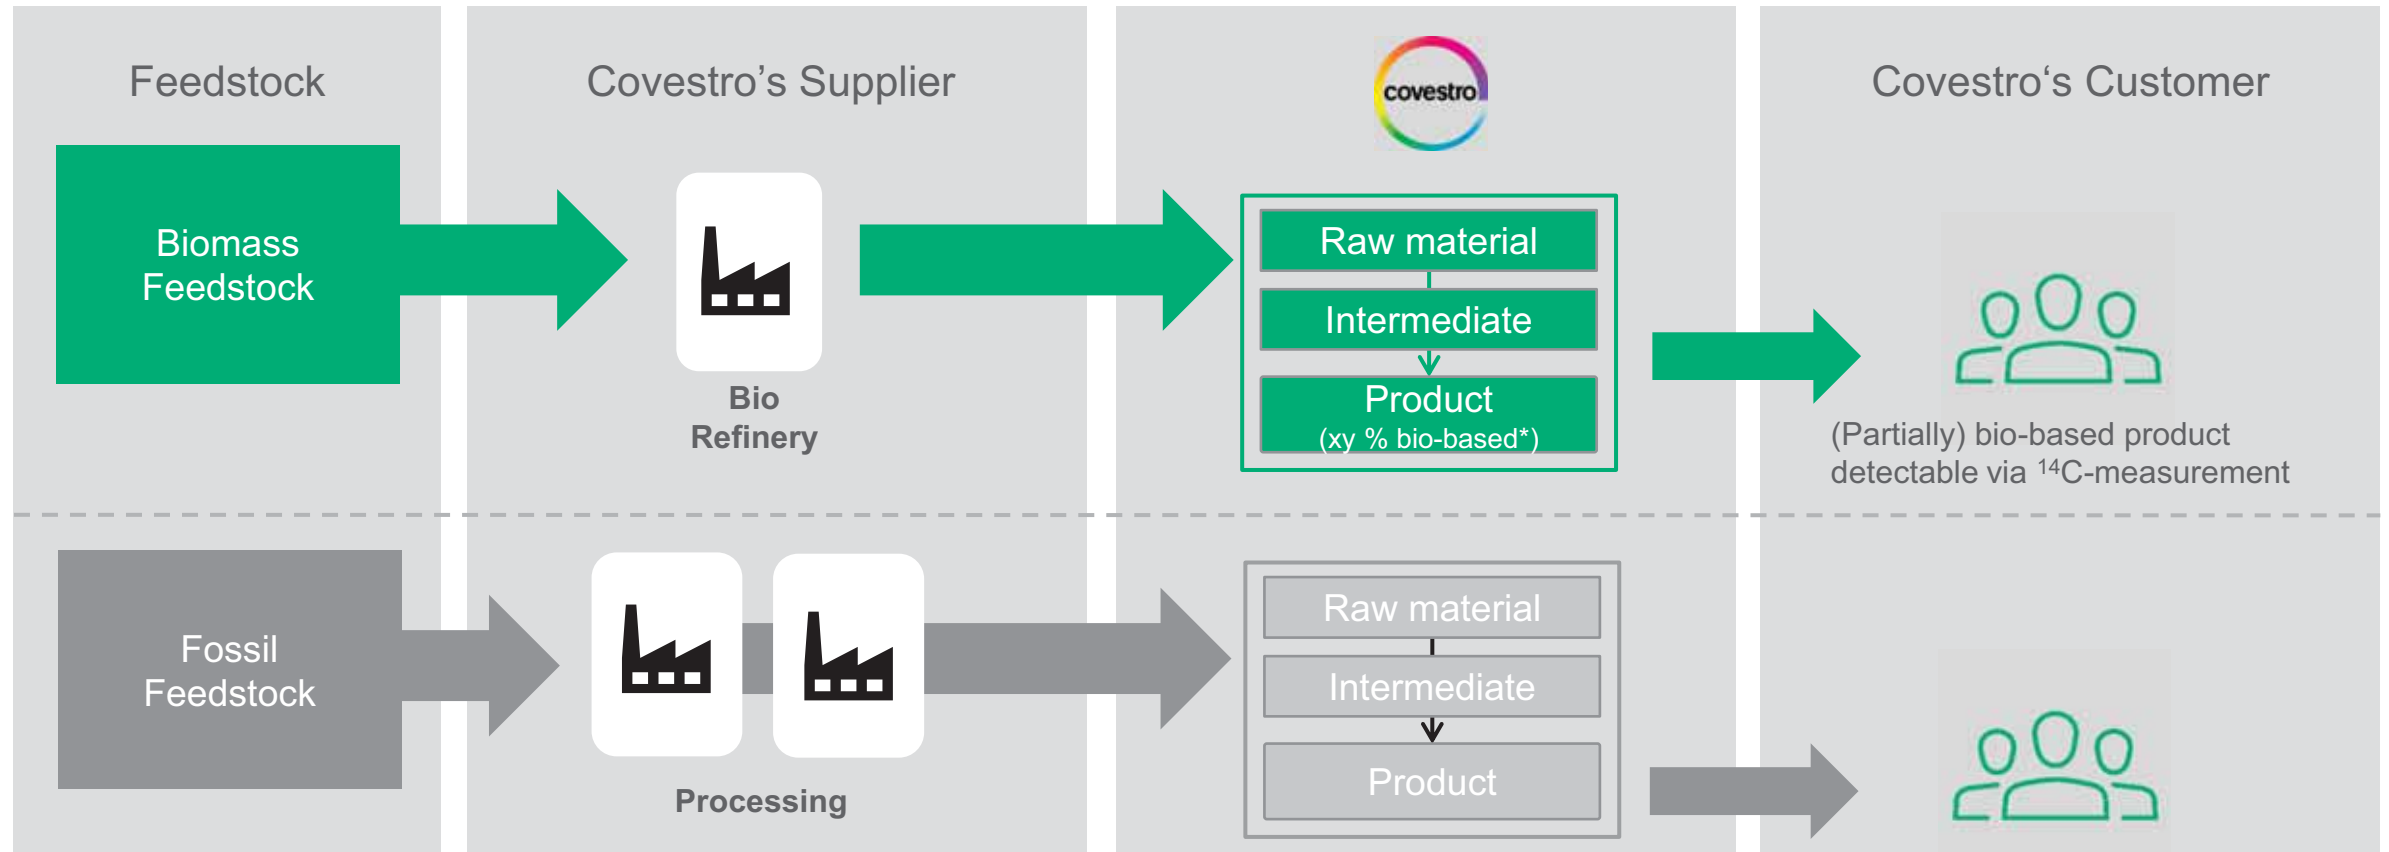 Feedstock
Covestro’s Supplier
covestro
Covestro‘s Customer
Biomass
Feedstock
Bio
Refinery
Raw material
Intermediate
Product
(xy % bio-based*)
(Partially) bio-based product
detectable via ¹⁴C-measurement
Fossil
Feedstock
Processing
Raw material
Intermediate
Product